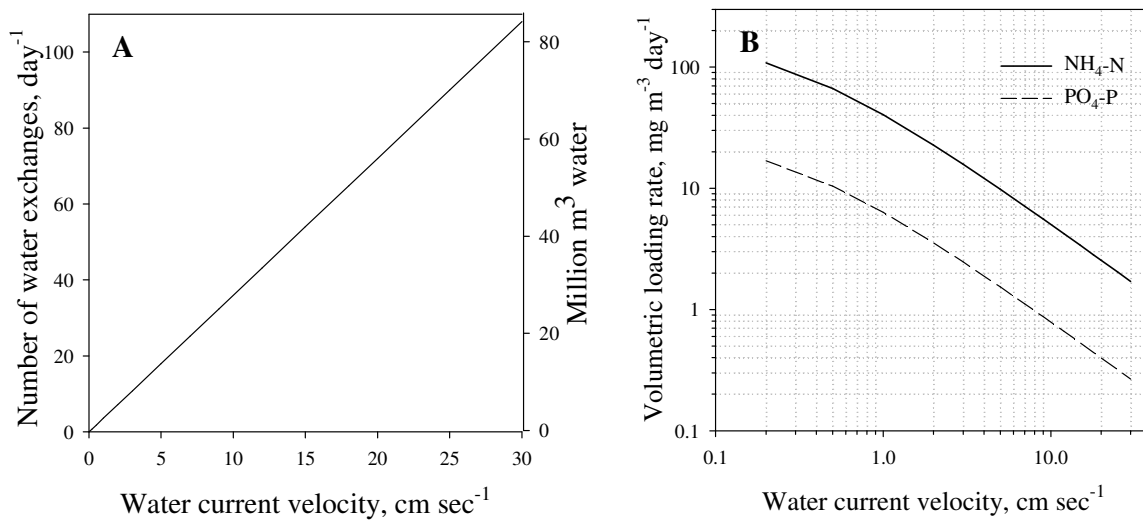 A
Number of water exchanges, day⁻¹
100
80
60
40
20
0
0 5 10 15 20 25 30
Water current velocity, cm sec⁻¹
80
60
40
20
0
Million m³ water
B
Volumetric loading rate, mg m⁻³ day⁻¹
100
10
1
0.1
0.1 1.0 10.0
Water current velocity, cm sec⁻¹
NH₄-N
PO₄-P